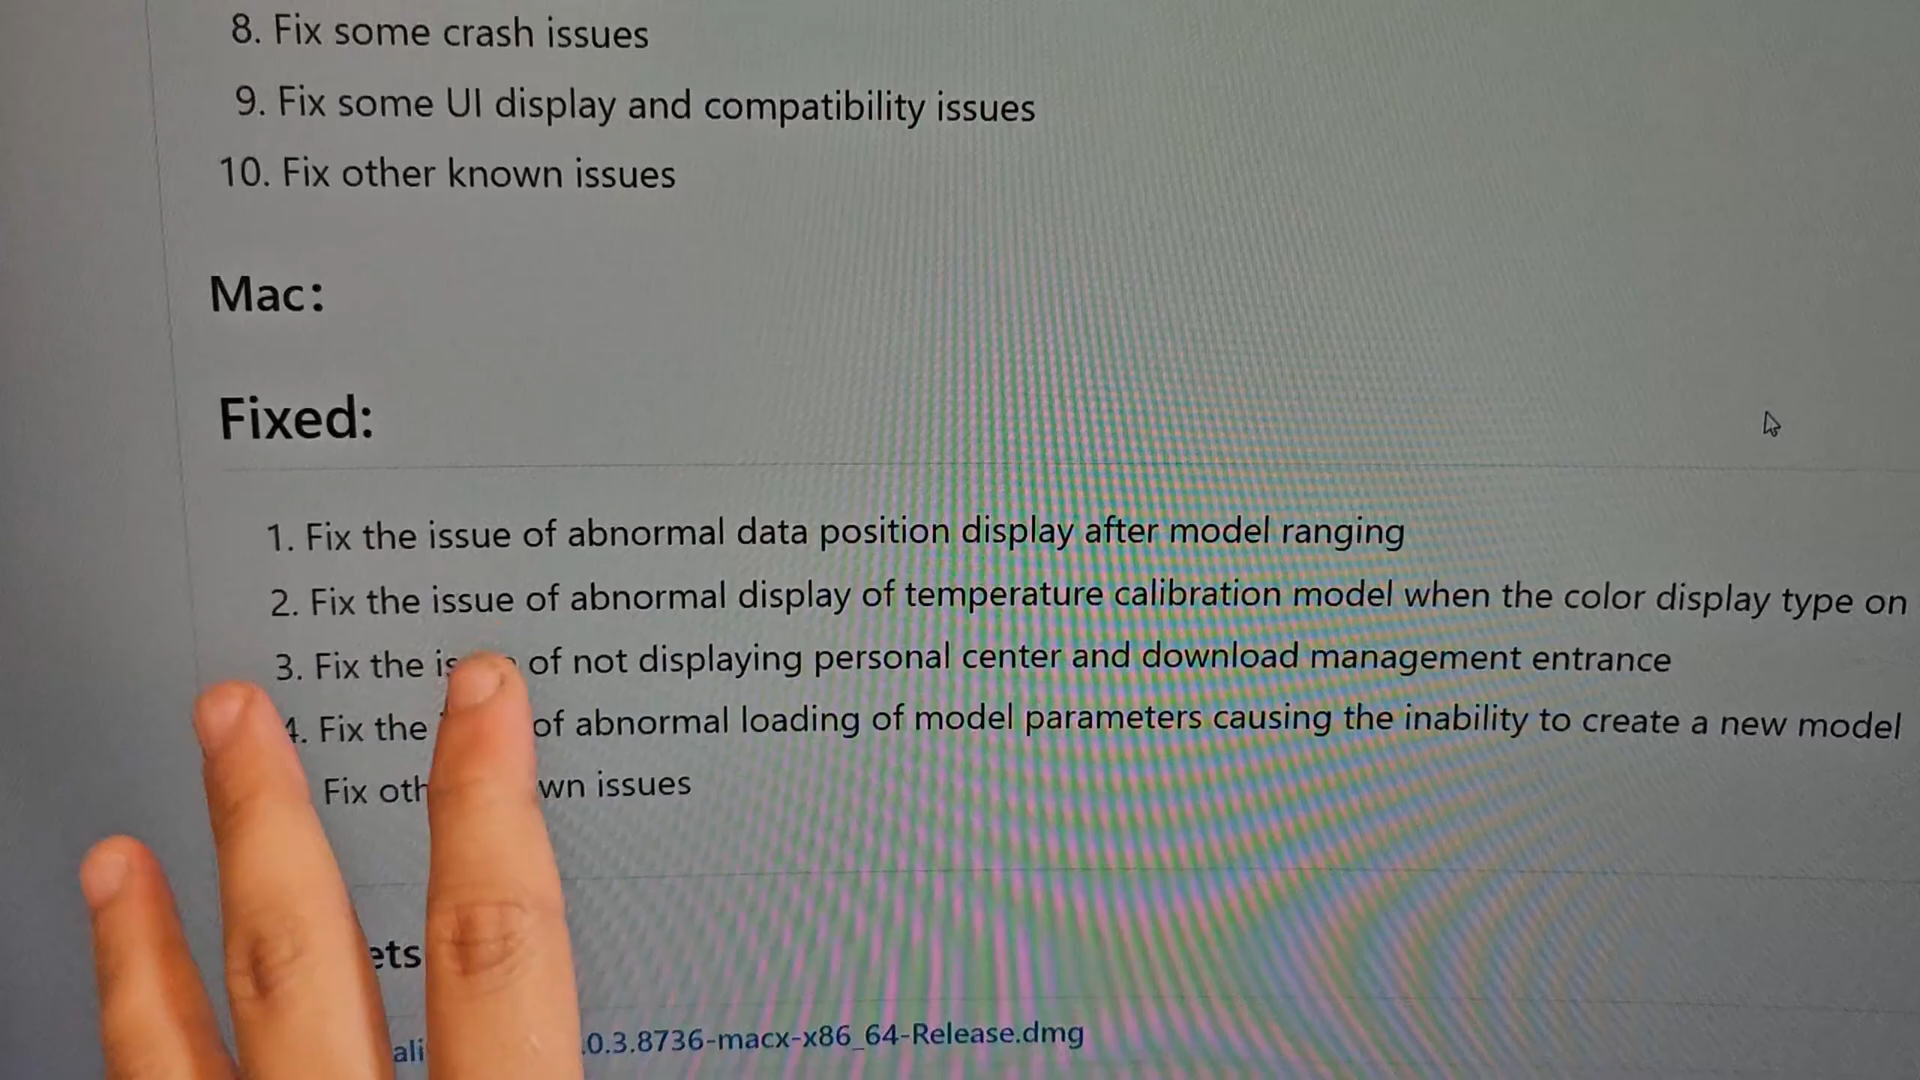 8. Fix some crash issues
9. Fix some UI display and compatibility issues
10. Fix other known issues
Mac:
Fixed:
1. Fix the issue of abnormal data position display after model ranging
2. Fix the issue of abnormal display of temperature calibration model when the color display type on
3. Fix the of not displaying personal center and download management entrance
4. Fix the of abnormal loading of model parameters causing the inability to create a new model
Fix issues
.0.3.8736-macx-x86_64-Release.dmg